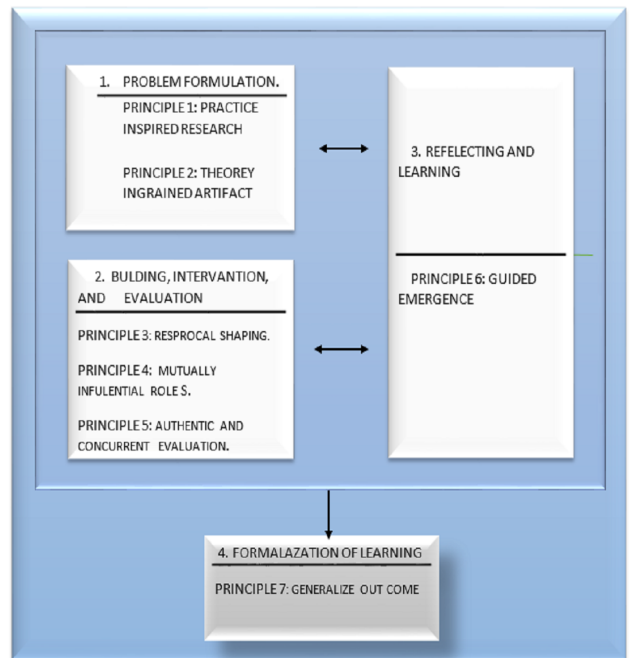 1. PROBLEM FORMULATION.
PRINCIPLE 1: PRACTICE
INSPIRED RESEARCH
PRINCIPLE 2: THEOREY
INGRAINED ARTIFACT
2. BULDING, INTERVANTION,
AND EVALUATION
PRINCIPLE 3: RESPROCAL SHAPING.
PRINCIPLE 4: MUTUALLY
INFULENTIAL ROLE S.
PRINCIPLE 5: AUTHENTIC AND
CONCURRENT EVALUATION.
3. REFELECTING AND
LEARNING
PRINCIPLE 6: GUIDED
EMERGENCE
4. FORMALAZATION OF LEARNING
PRINCIPLE 7: GENERALIZE OUT COME